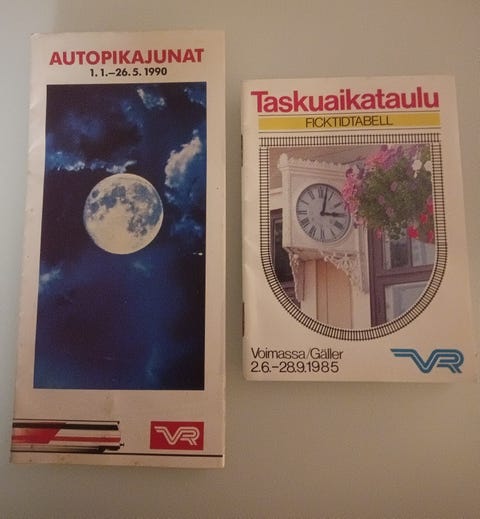 AUTOPIKAJUNAT
1.1.–26.5.1990
VR
Taskuaikataulu
FICKTIDTABELL
Voimassa/Gäller
2.6.–28.9.1985
VR